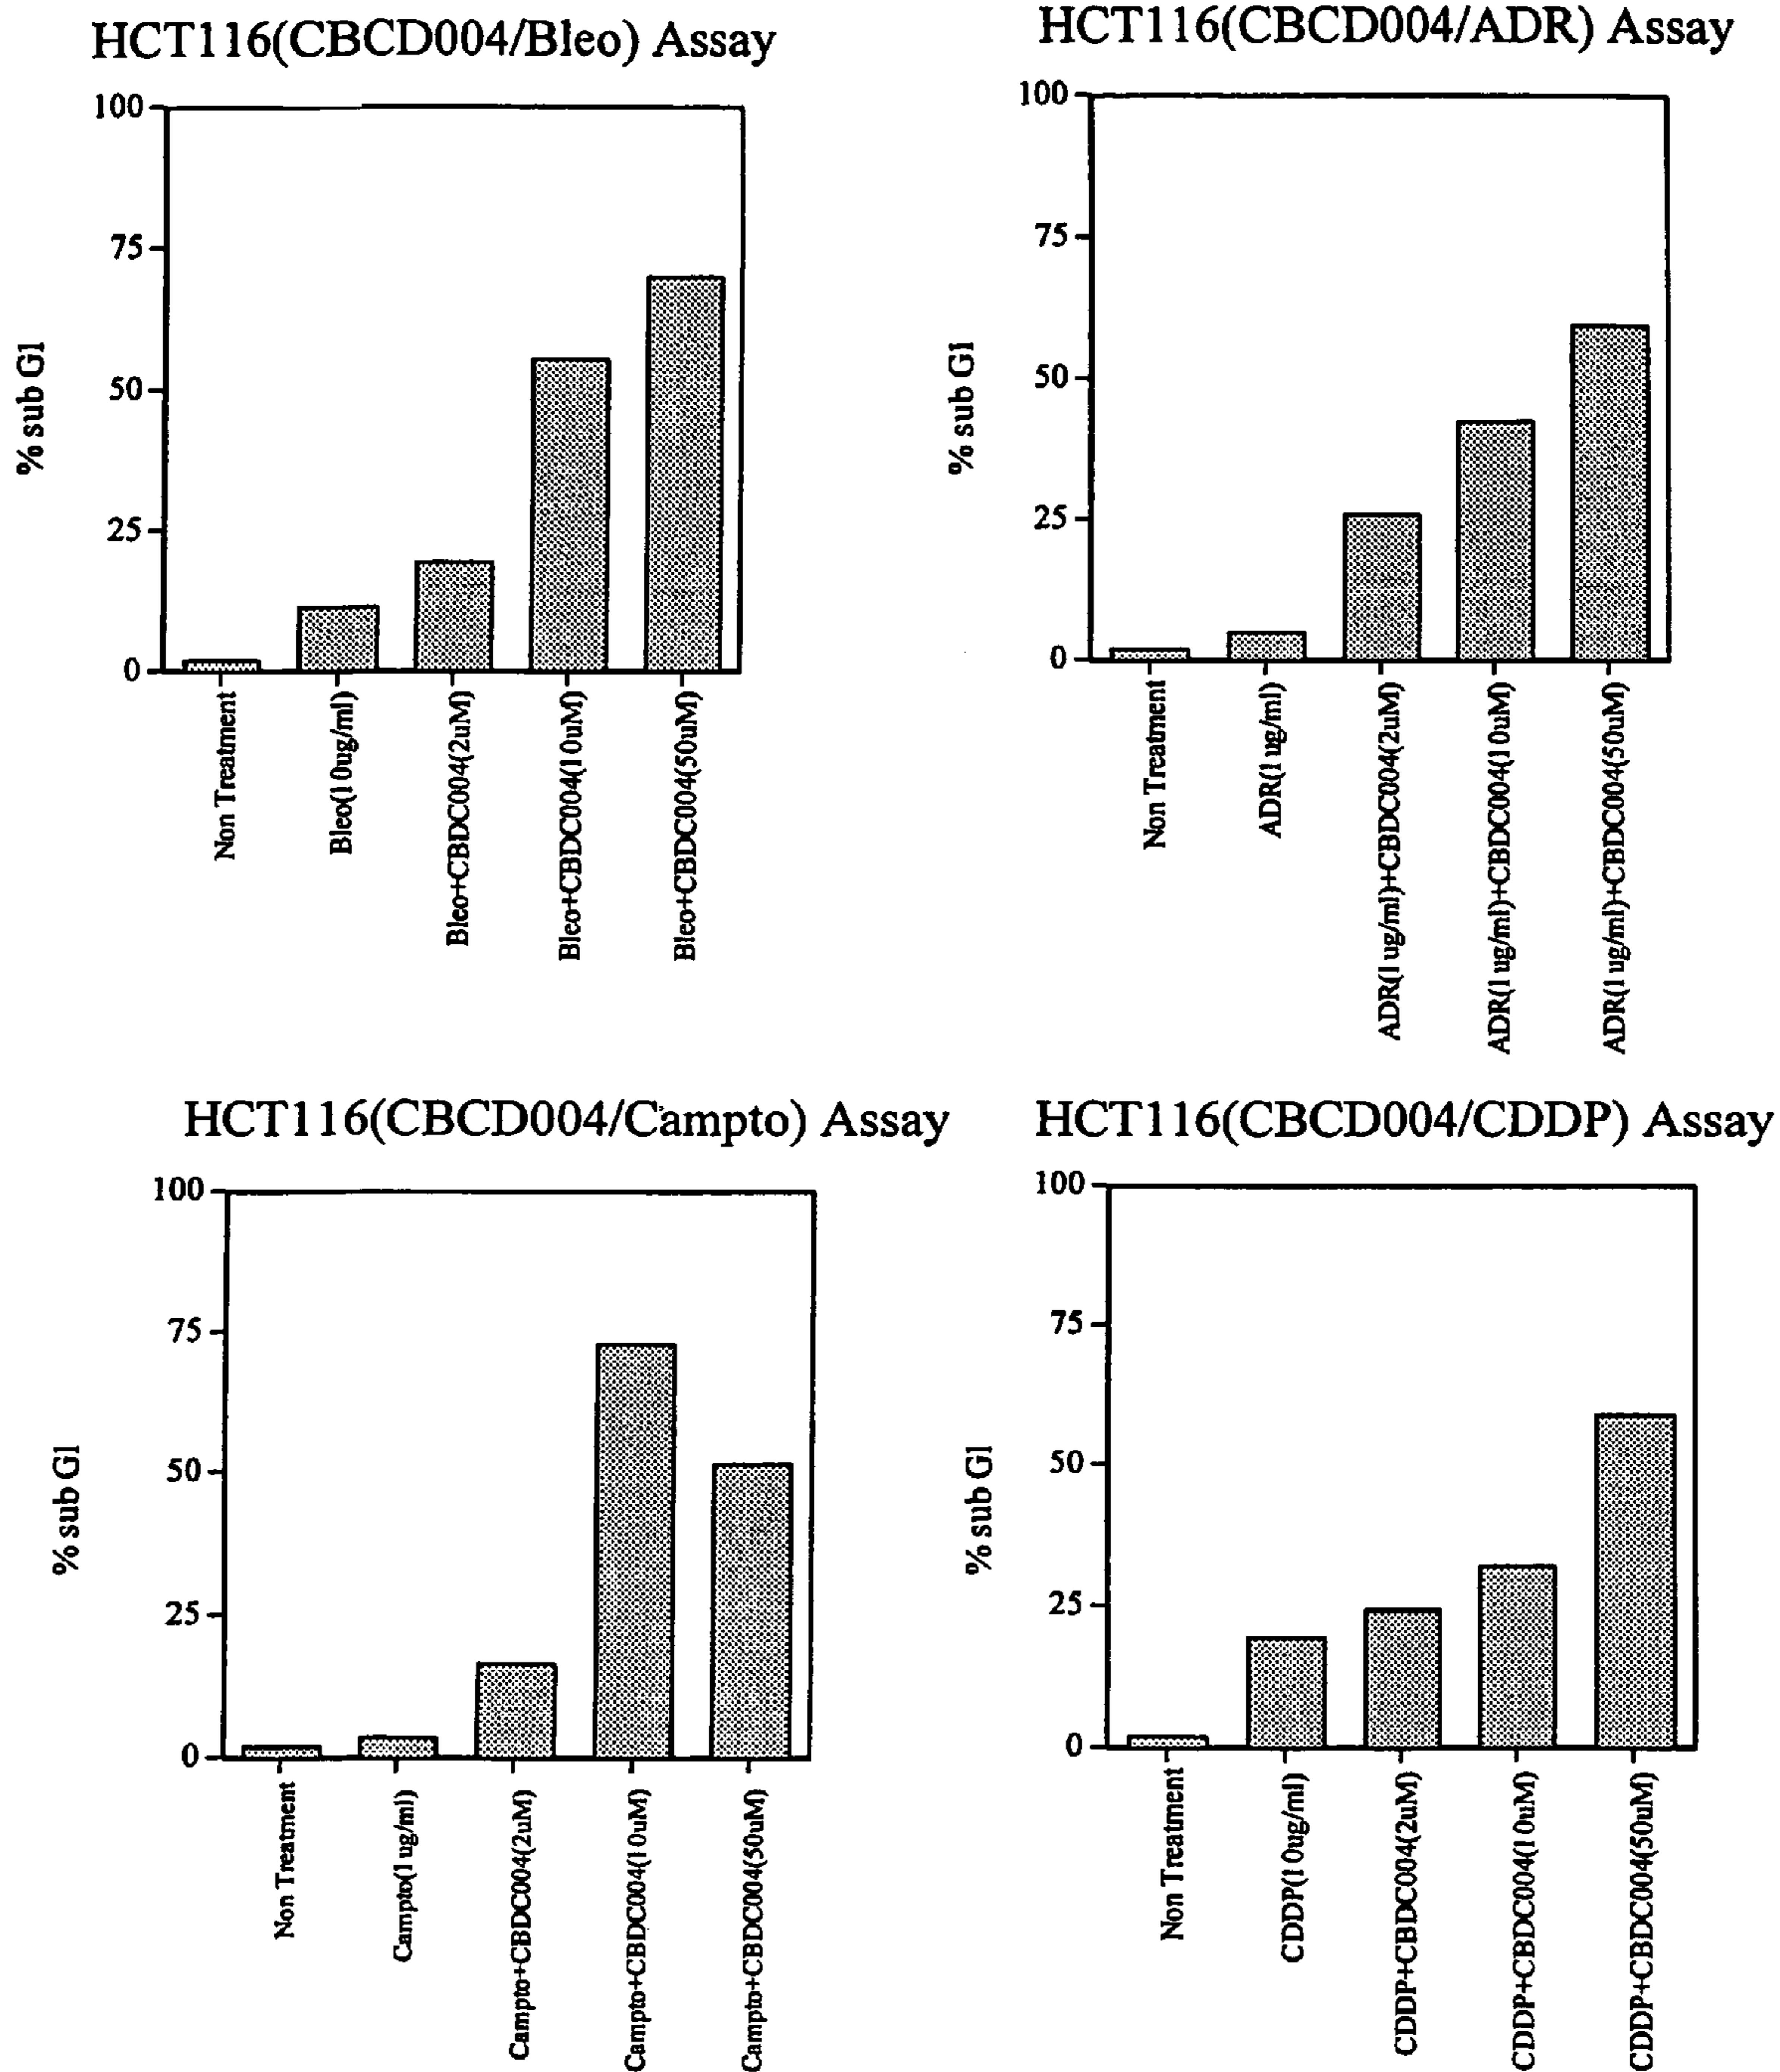 HCT116(CBCD004/Bleo) Assay
% sub G1
100
75
50
25
0
Non Treatment
Bleo(10ug/ml)
Bleo+CBDC004(2uM)
Bleo+CBDC004(10uM)
Bleo+CBDC004(50uM)
HCT116(CBCD004/ADR) Assay
% sub G1
100
75
50
25
0
Non Treatment
ADR(1ug/ml)
ADR(1ug/ml)+CBDC004(2uM)
ADR(1ug/ml)+CBDC004(10uM)
ADR(1ug/ml)+CBDC004(50uM)
HCT116(CBCD004/Campto) Assay
% sub G1
100
75
50
25
0
Non Treatment
Campto(1ug/ml)
Campto+CBDC004(2uM)
Campto+CBDC004(10uM)
Campto+CBDC004(50uM)
HCT116(CBCD004/CDDP) Assay
% sub G1
100
75
50
25
0
Non Treatment
CDDP(10ug/ml)
CDDP+CBDC004(2uM)
CDDP+CBDC004(10uM)
CDDP+CBDC004(50uM)